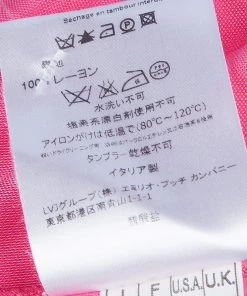 Séchage en tambour interdit
100%レーヨン
水洗い不可
塩素系漂白剤使用不可
アイロンがけは低温で(80℃～120℃)
タンブラー乾燥不可
イタリア製
LVJグループ(株)エミリオ・プッチ カンパニー
東京都港区南青山1-1-1
I F U.S.A. U.K.